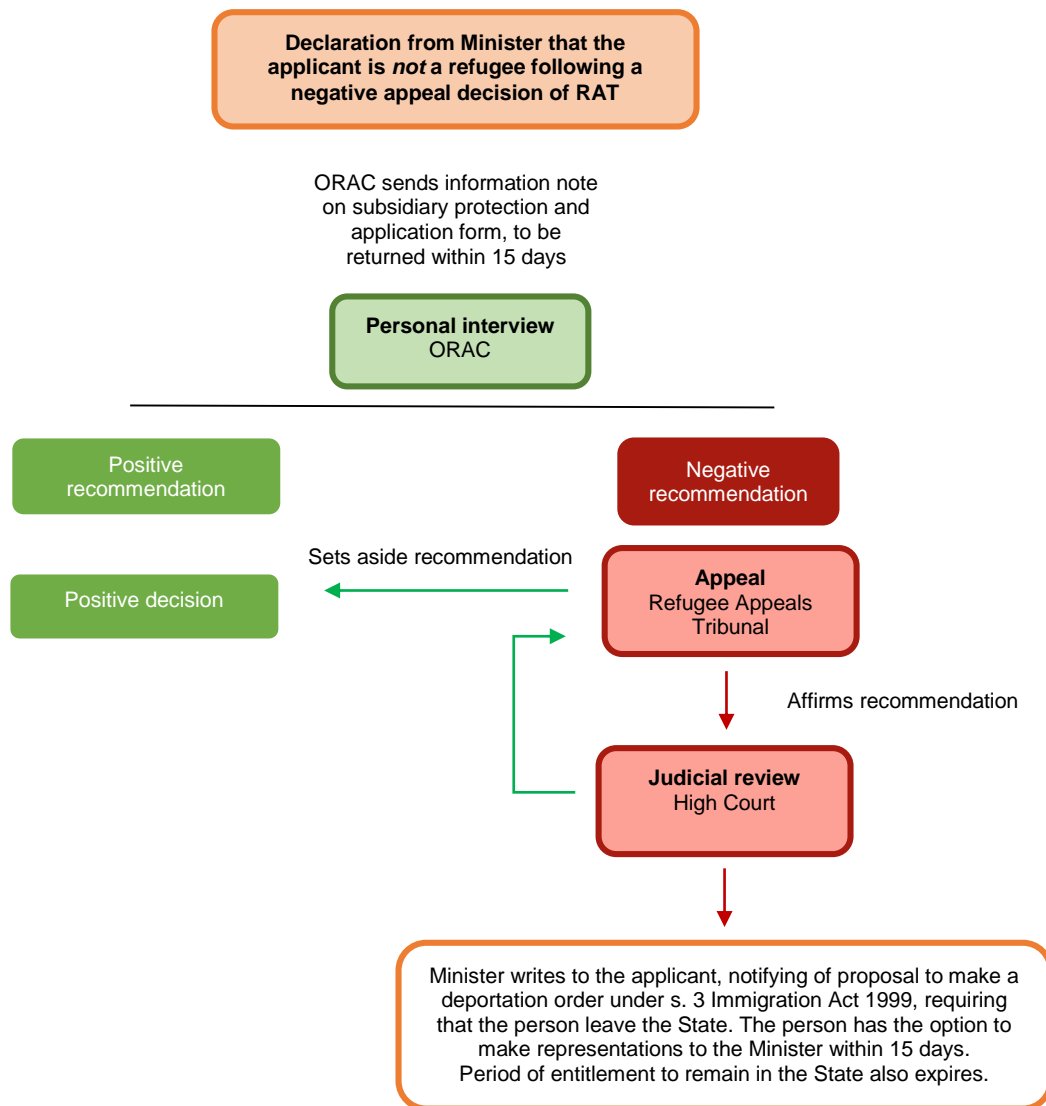 Declaration from Minister that the
applicant is not a refugee following a
negative appeal decision of RAT
ORAC sends information note
on subsidiary protection and
application form, to be
returned within 15 days
Personal interview
ORAC
Positive
recommendation
Negative
recommendation
Sets aside recommendation
Appeal
Refugee Appeals
Tribunal
Positive decision
Affirms recommendation
Judicial review
High Court
Minister writes to the applicant, notifying of proposal to make a
deportation order under s. 3 Immigration Act 1999, requiring
that the person leave the State. The person has the option to
make representations to the Minister within 15 days.
Period of entitlement to remain in the State also expires.